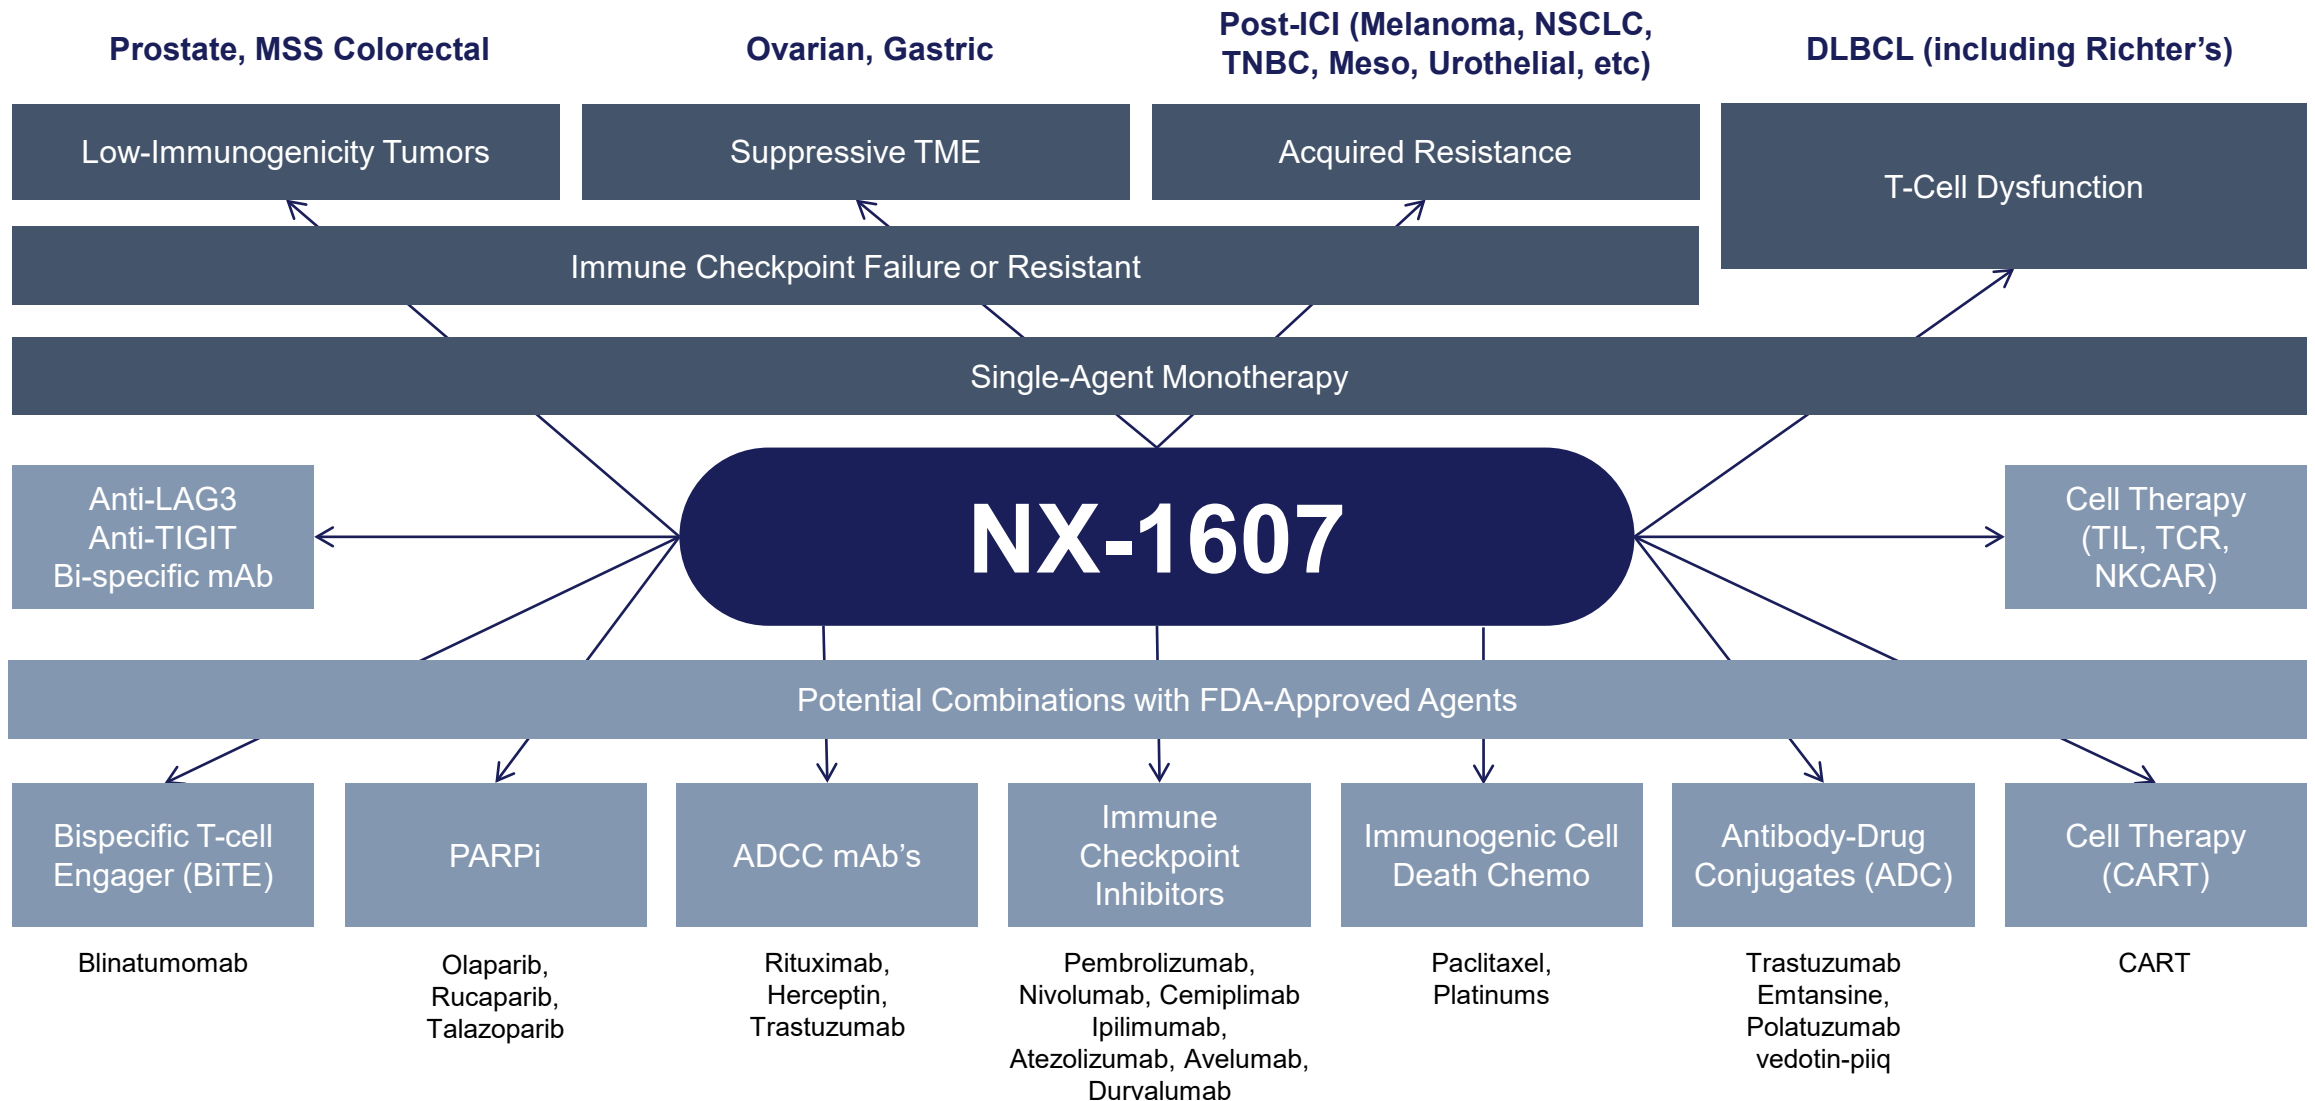 Prostate, MSS Colorectal
Ovarian, Gastric
Post-ICI (Melanoma, NSCLC,
TNBC, Meso, Urothelial, etc)
DLBCL (including Richter’s)
Low-Immunogenicity Tumors
Suppressive TME
Acquired Resistance
T-Cell Dysfunction
Immune Checkpoint Failure or Resistant
Single-Agent Monotherapy
Anti-LAG3
Anti-TIGIT
Bi-specific mAb
NX-1607
Cell Therapy
(TIL, TCR,
NKCAR)
Potential Combinations with FDA-Approved Agents
Bispecific T-cell
Engager (BiTE)
PARPi
ADCC mAb’s
Immune
Checkpoint
Inhibitors
Immunogenic Cell
Death Chemo
Antibody-Drug
Conjugates (ADC)
Cell Therapy
(CART)
Blinatumomab
Olaparib,
Rucaparib,
Talazoparib
Rituximab,
Herceptin,
Trastuzumab
Pembrolizumab,
Nivolumab, Cemiplimab
Ipilimumab,
Atezolizumab, Avelumab,
Durvalumab
Paclitaxel,
Platinums
Trastuzumab
Emtansine,
Polatuzumab
vedotin-piiq
CART